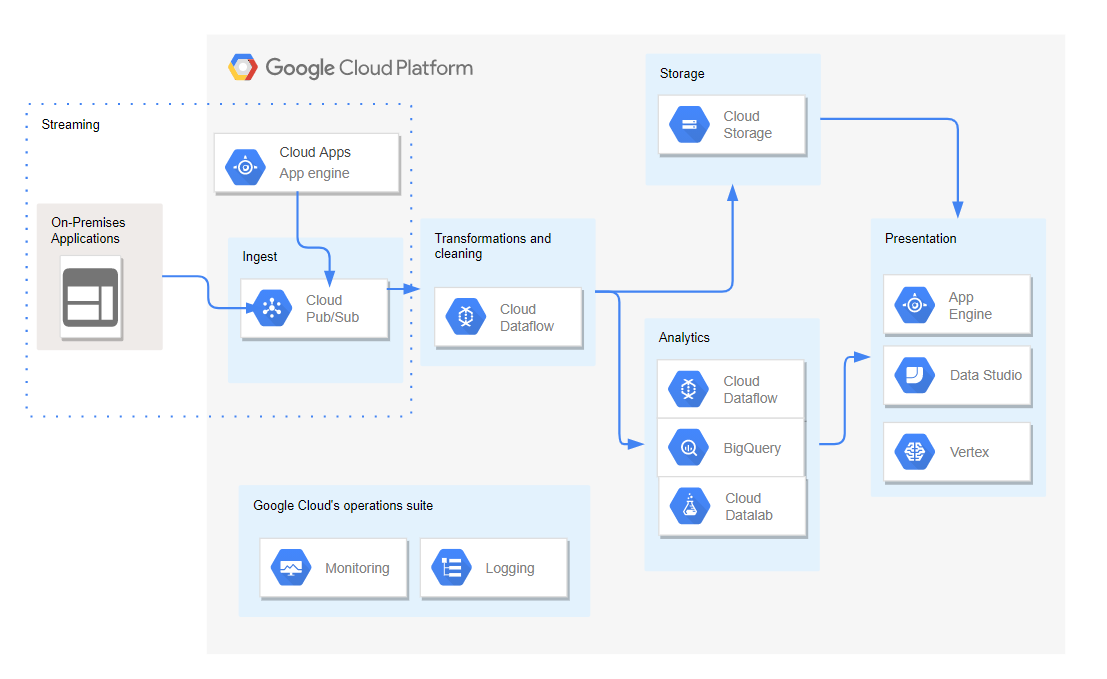 Google Cloud Platform
Streaming
Cloud Apps
App engine
On-Premises
Applications
Ingest
Cloud
Pub/Sub
Transformations and
cleaning
Cloud
Dataflow
Storage
Cloud
Storage
Analytics
Cloud
Dataflow
BigQuery
Cloud
Datalab
Presentation
App
Engine
Data Studio
Vertex
Google Cloud's operations suite
Monitoring
Logging